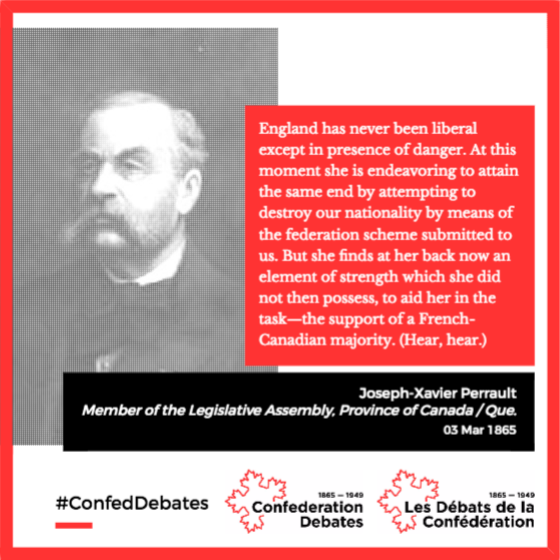 England has never been liberal
except in presence of danger. At this
moment she is endeavoring to attain
the same end by attempting to
destroy our nationality by means of
the federation scheme submitted to
us. But she finds at her back now an
element of strength which she did
not then possess, to aid her in the
task—the support of a French-
Canadian majority. (Hear, hear.)
Joseph-Xavier Perrault
Member of the Legislative Assembly, Province of Canada / Que.
03 Mar 1865
#ConfedDebates
1865 — 1949
Confederation
Debates
1865 — 1949
Les Débats de la
Confédération